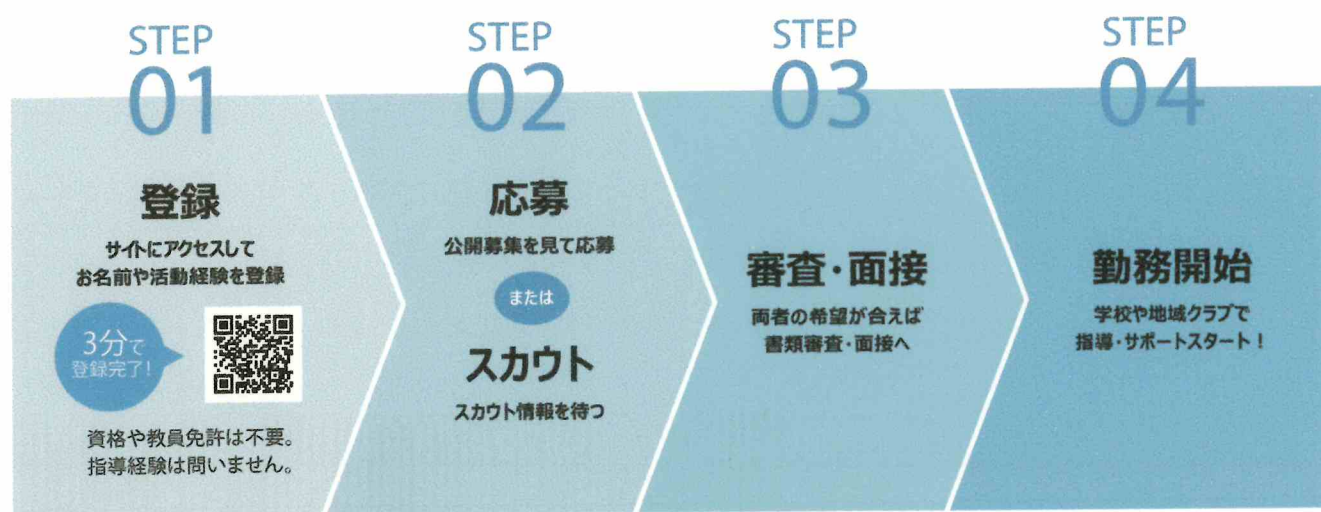 STEP
01
登録
サイトにアクセスして
お名前や活動経験を登録
3分で
登録完了!
資格や教員免許は不要。
指導経験は問いません。
STEP
02
応募
公開募集を見て応募
または
スカウト
スカウト情報を待つ
STEP
03
審査・面接
両者の希望が合えば
書類審査・面接へ
STEP
04
勤務開始
学校や地域クラブで
指導・サポートスタート！